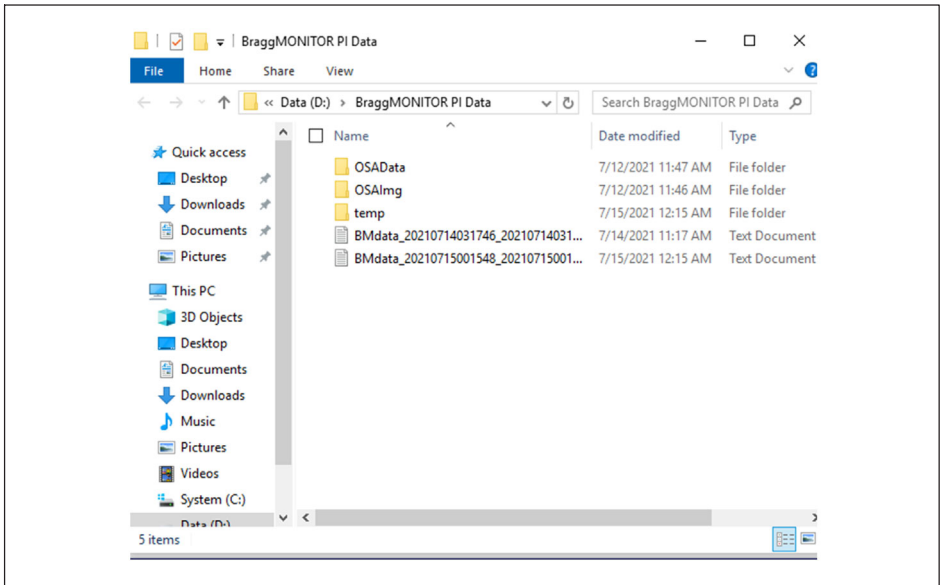 BraggMONITOR PI Data
File Home Share View
« Data (D:) › BraggMONITOR PI Data
Search BraggMONITOR PI Data
Name Date modified Type
Quick access
Desktop
Downloads
Documents
Pictures
This PC
3D Objects
Desktop
Documents
Downloads
Music
Pictures
Videos
System (C:)
Data (D:)
OSAData 7/12/2021 11:47 AM File folder
OSAImg 7/12/2021 11:46 AM File folder
temp 7/15/2021 12:15 AM File folder
BMdata_20210714031746_20210714031... 7/14/2021 11:17 AM Text Document
BMdata_20210715001548_20210715001... 7/15/2021 12:15 AM Text Document
5 items